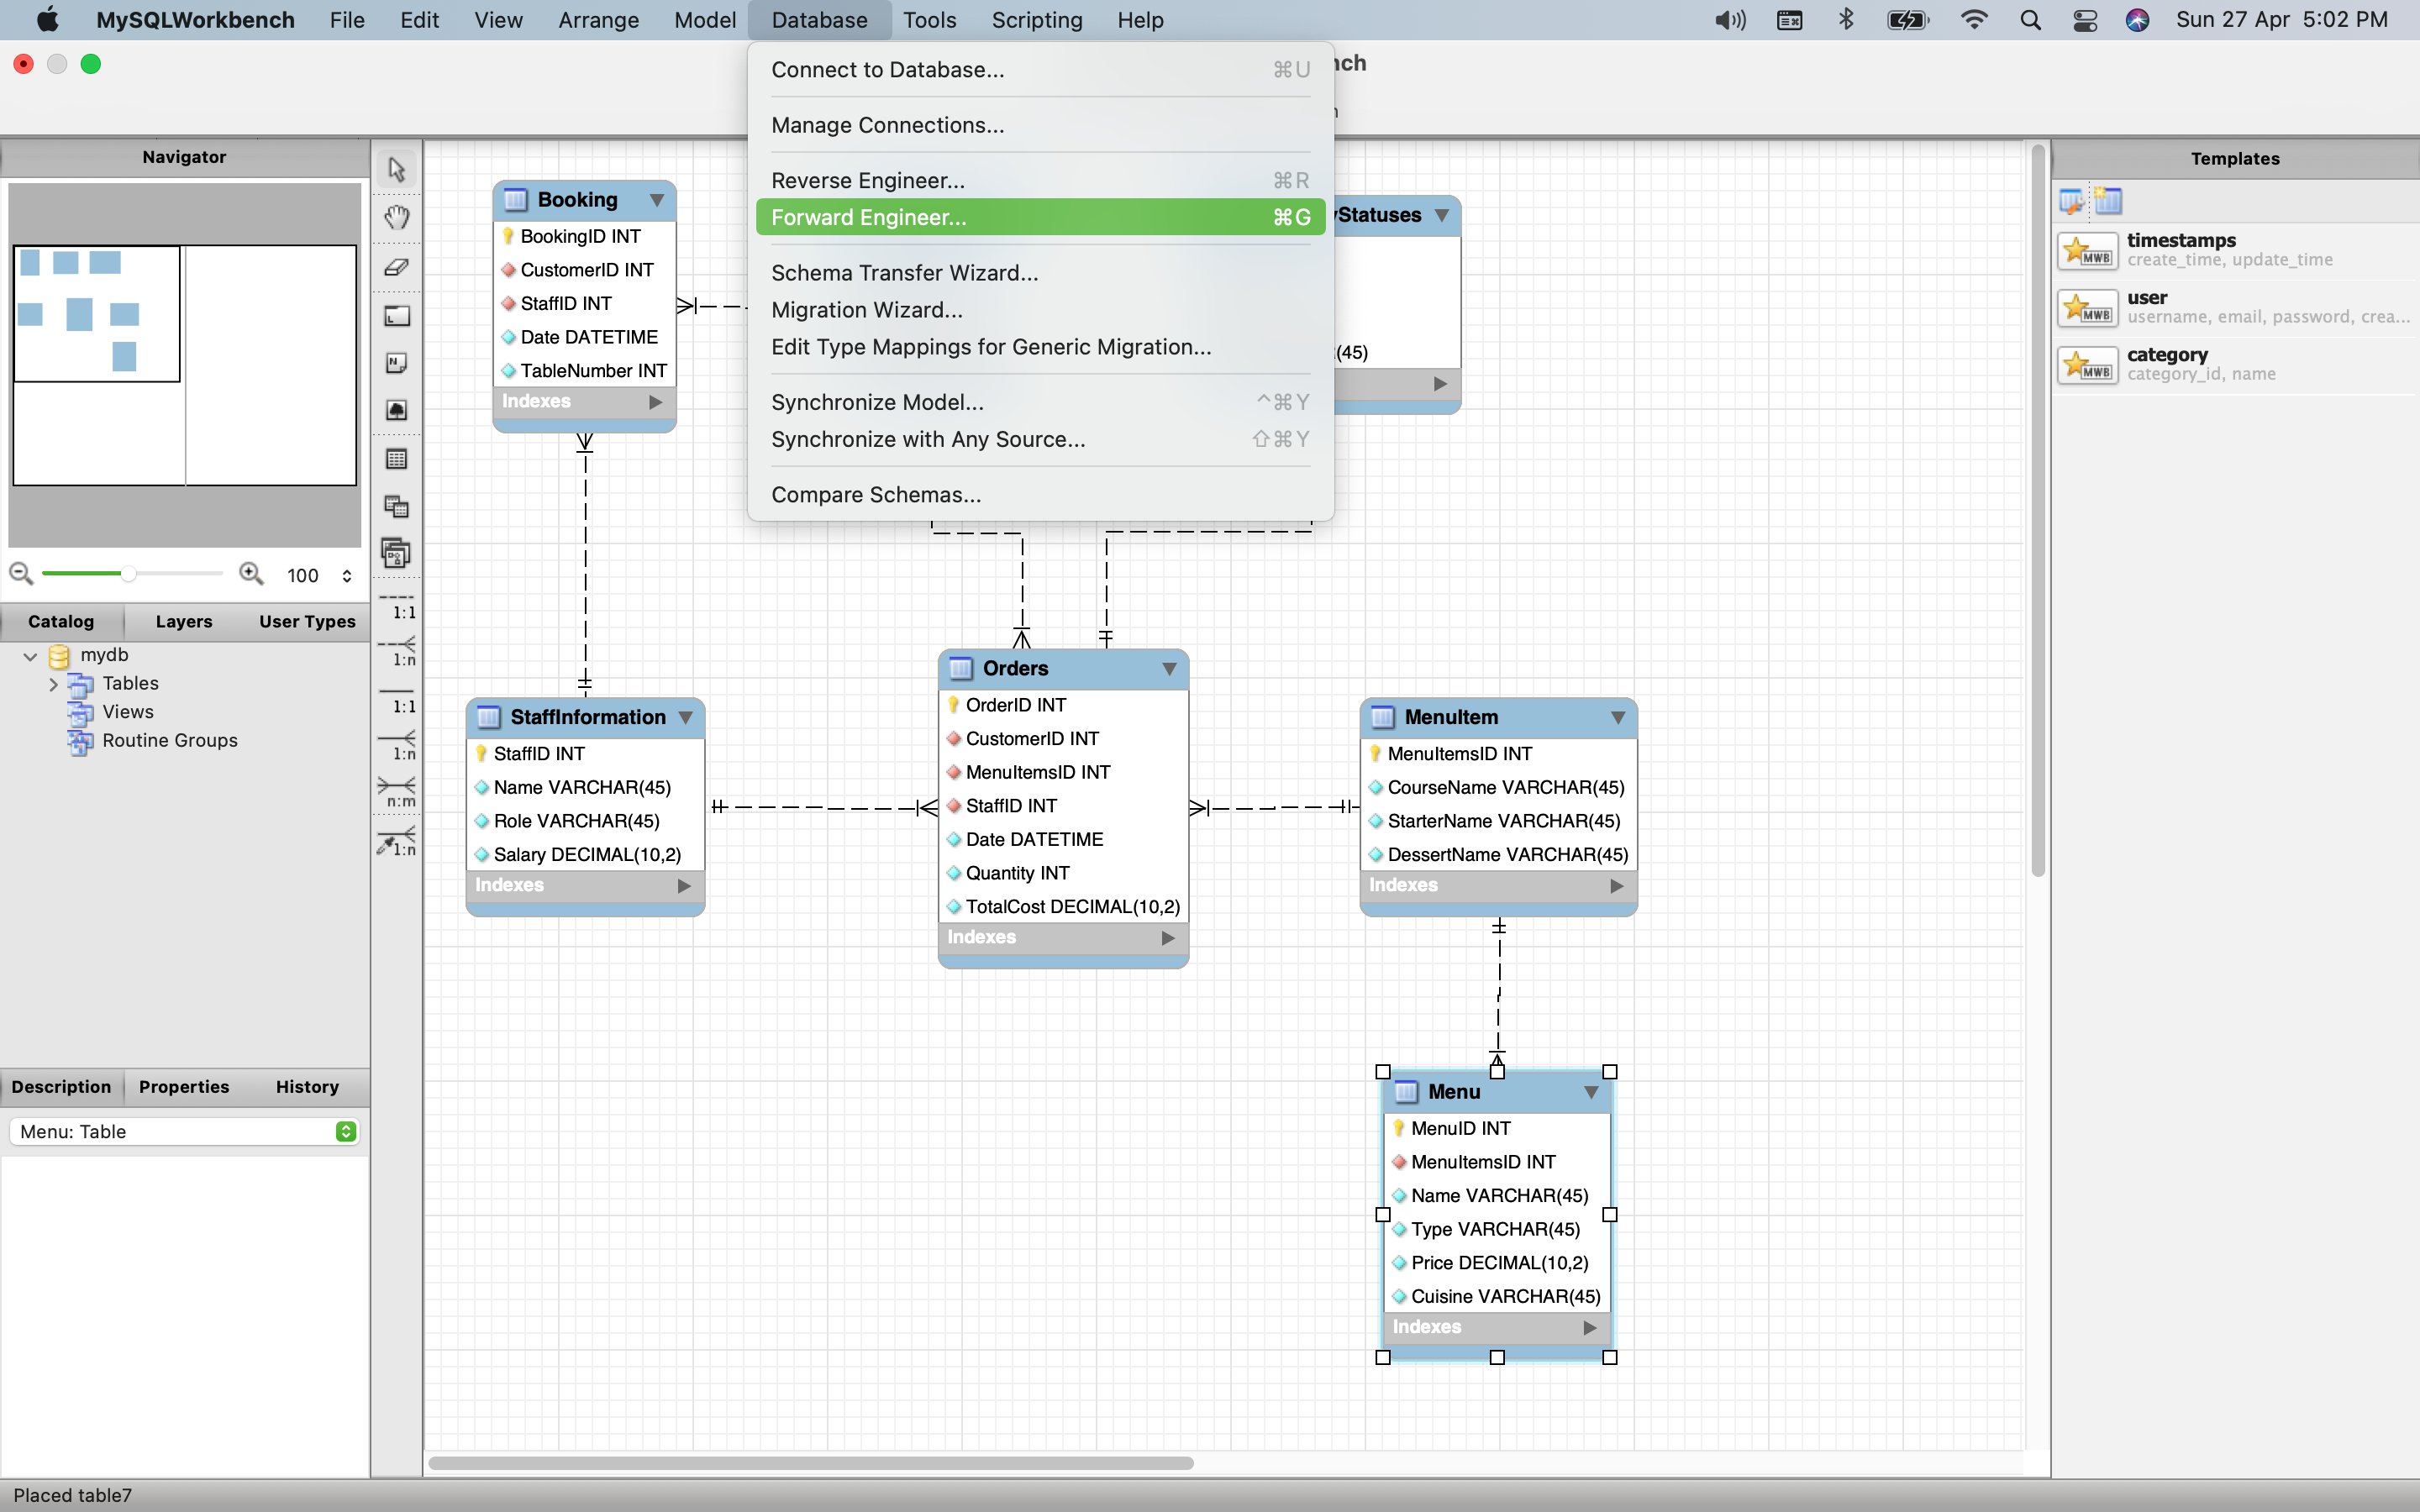 MySQLWorkbench File Edit View Arrange Model Database Tools Scripting Help Sun 27 Apr 5:02 PM
Connect to Database... ⌘U
Manage Connections...
Reverse Engineer... ⌘R
Forward Engineer... ⌘G
Schema Transfer Wizard...
Migration Wizard...
Edit Type Mappings for Generic Migration...
Synchronize Model... ^⌘Y
Synchronize with Any Source... ⇧⌘Y
Compare Schemas...
Navigator
100
Catalog Layers User Types
mydb
Tables
Views
Routine Groups
Description Properties History
Menu: Table
Placed table7
1:1
1:n
1:1
1:n
n:m
1:n
Booking
BookingID INT
CustomerID INT
StaffID INT
Date DATETIME
TableNumber INT
Indexes
Statuses
(45)
StaffInformation
StaffID INT
Name VARCHAR(45)
Role VARCHAR(45)
Salary DECIMAL(10,2)
Indexes
Orders
OrderID INT
CustomerID INT
MenuItemsID INT
StaffID INT
Date DATETIME
Quantity INT
TotalCost DECIMAL(10,2)
Indexes
MenuItem
MenuItemsID INT
CourseName VARCHAR(45)
StarterName VARCHAR(45)
DessertName VARCHAR(45)
Indexes
Menu
MenuID INT
MenuItemsID INT
Name VARCHAR(45)
Type VARCHAR(45)
Price DECIMAL(10,2)
Cuisine VARCHAR(45)
Indexes
Templates
MWB
timestamps
create_time, update_time
MWB
user
username, email, password, crea...
MWB
category
category_id, name